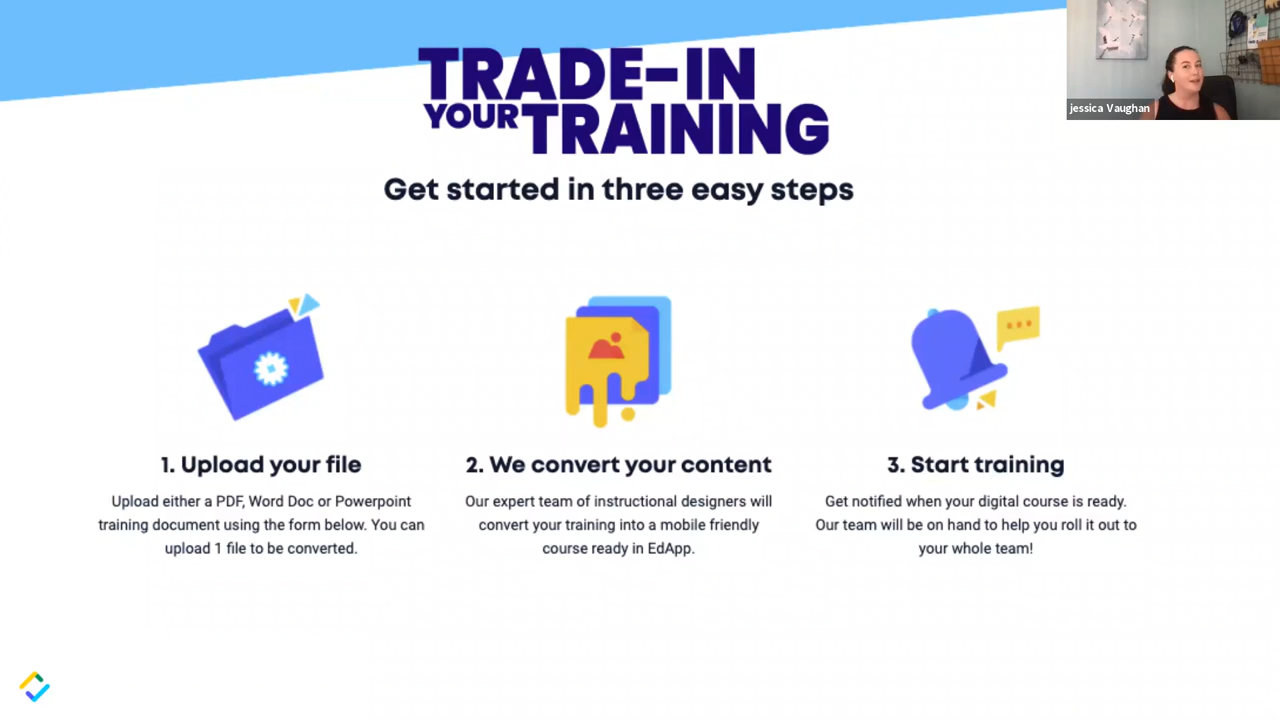 TRADE-IN
YOUR TRAINING
Get started in three easy steps
jessica Vaughan
1. Upload your file
Upload either a PDF, Word Doc or Powerpoint
training document using the form below. You can
upload 1 file to be converted.
2. We convert your content
Our expert team of instructional designers will
convert your training into a mobile friendly
course ready in EdApp.
3. Start training
Get notified when your digital course is ready.
Our team will be on hand to help you roll it out to
your whole team!